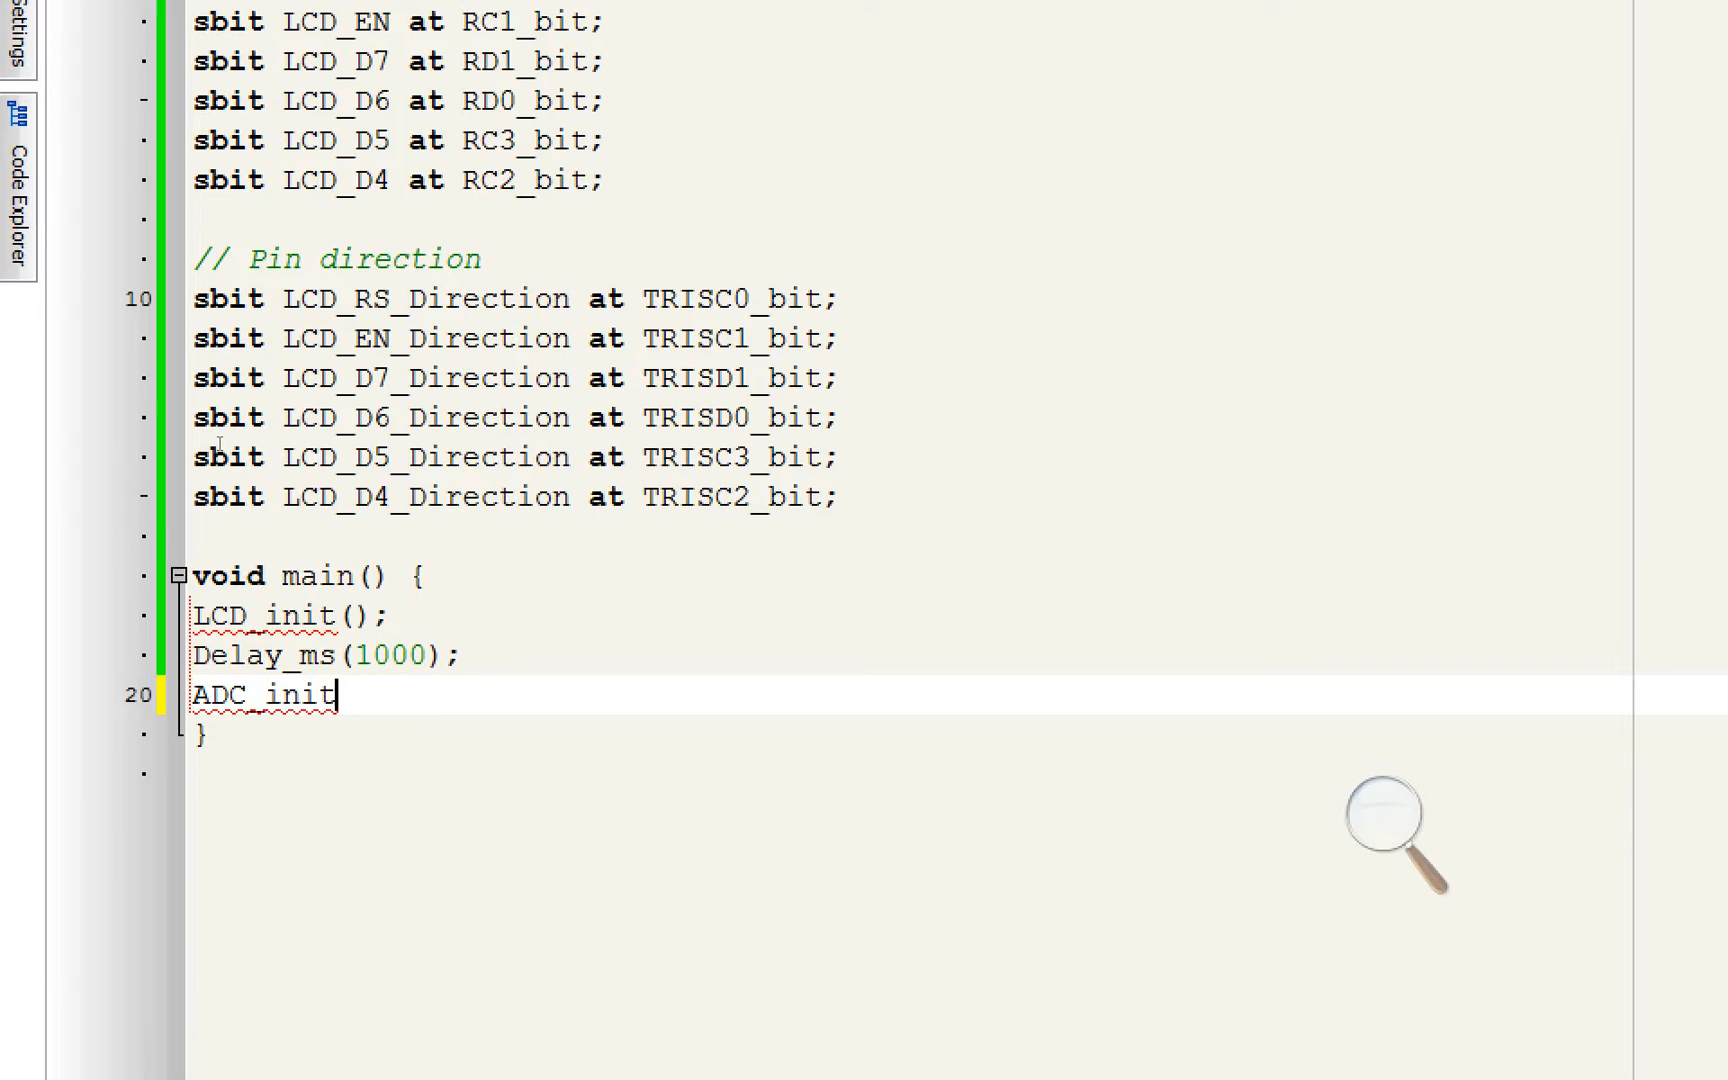 Settings
Code Explorer
sbit LCD_EN at RC1_bit;
sbit LCD_D7 at RD1_bit;
sbit LCD_D6 at RD0_bit;
sbit LCD_D5 at RC3_bit;
sbit LCD_D4 at RC2_bit;
// Pin direction
10 sbit LCD_RS_Direction at TRISC0_bit;
sbit LCD_EN_Direction at TRISC1_bit;
sbit LCD_D7_Direction at TRISD1_bit;
sbit LCD_D6_Direction at TRISD0_bit;
sbit LCD_D5_Direction at TRISC3_bit;
sbit LCD_D4_Direction at TRISC2_bit;
void main() {
LCD_init();
Delay_ms(1000);
20 ADC_init
}